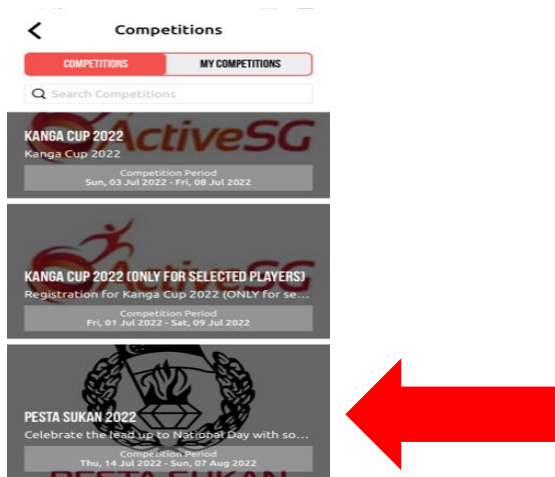 Competitions
COMPETITIONS MY COMPETITIONS
Search Competitions
ActiveSG
KANGA CUP 2022
Kanga Cup 2022
Competition Period
Sun, 03 Jul 2022 - Fri, 08 Jul 2022
KANGA CUP 2022 (ONLY FOR SELECTED PLAYERS)
Registration for Kanga Cup 2022 (ONLY for se...
Competition Period
Fri, 01 Jul 2022 - Sat, 09 Jul 2022
PESTA SUKAN 2022
Celebrate the lead up to National Day with so...
Competition Period
Thu, 14 Jul 2022 - Sun, 07 Aug 2022
PESTA SUKAN